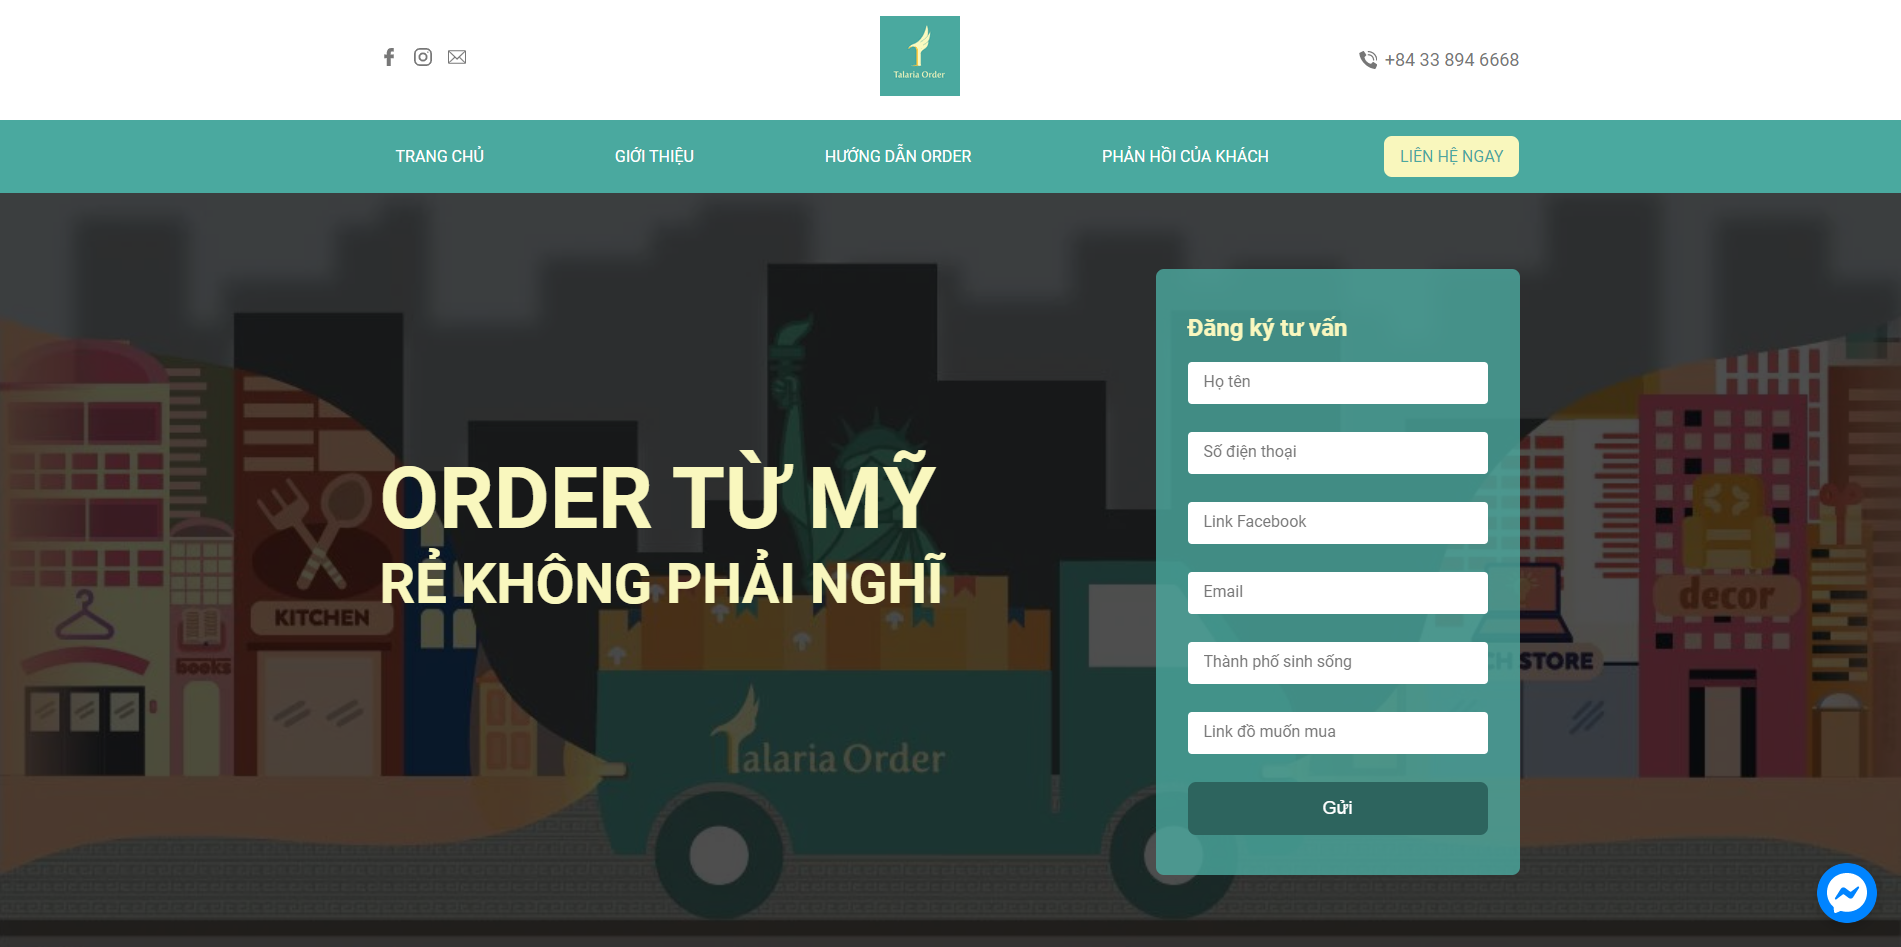 Talaria Order
+84 33 894 6668
TRANG CHỦ
GIỚI THIỆU
HƯỚNG DẪN ORDER
PHẢN HỒI CỦA KHÁCH
LIÊN HỆ NGAY
ORDER TỪ MỸ
RẺ KHÔNG PHẢI NGHĨ
Đăng ký tư vấn
Họ tên
Số điện thoại
Link Facebook
Email
Thành phố sinh sống
Link đồ muốn mua
Gửi
KITCHEN
books
Talaria Order
decor
STORE